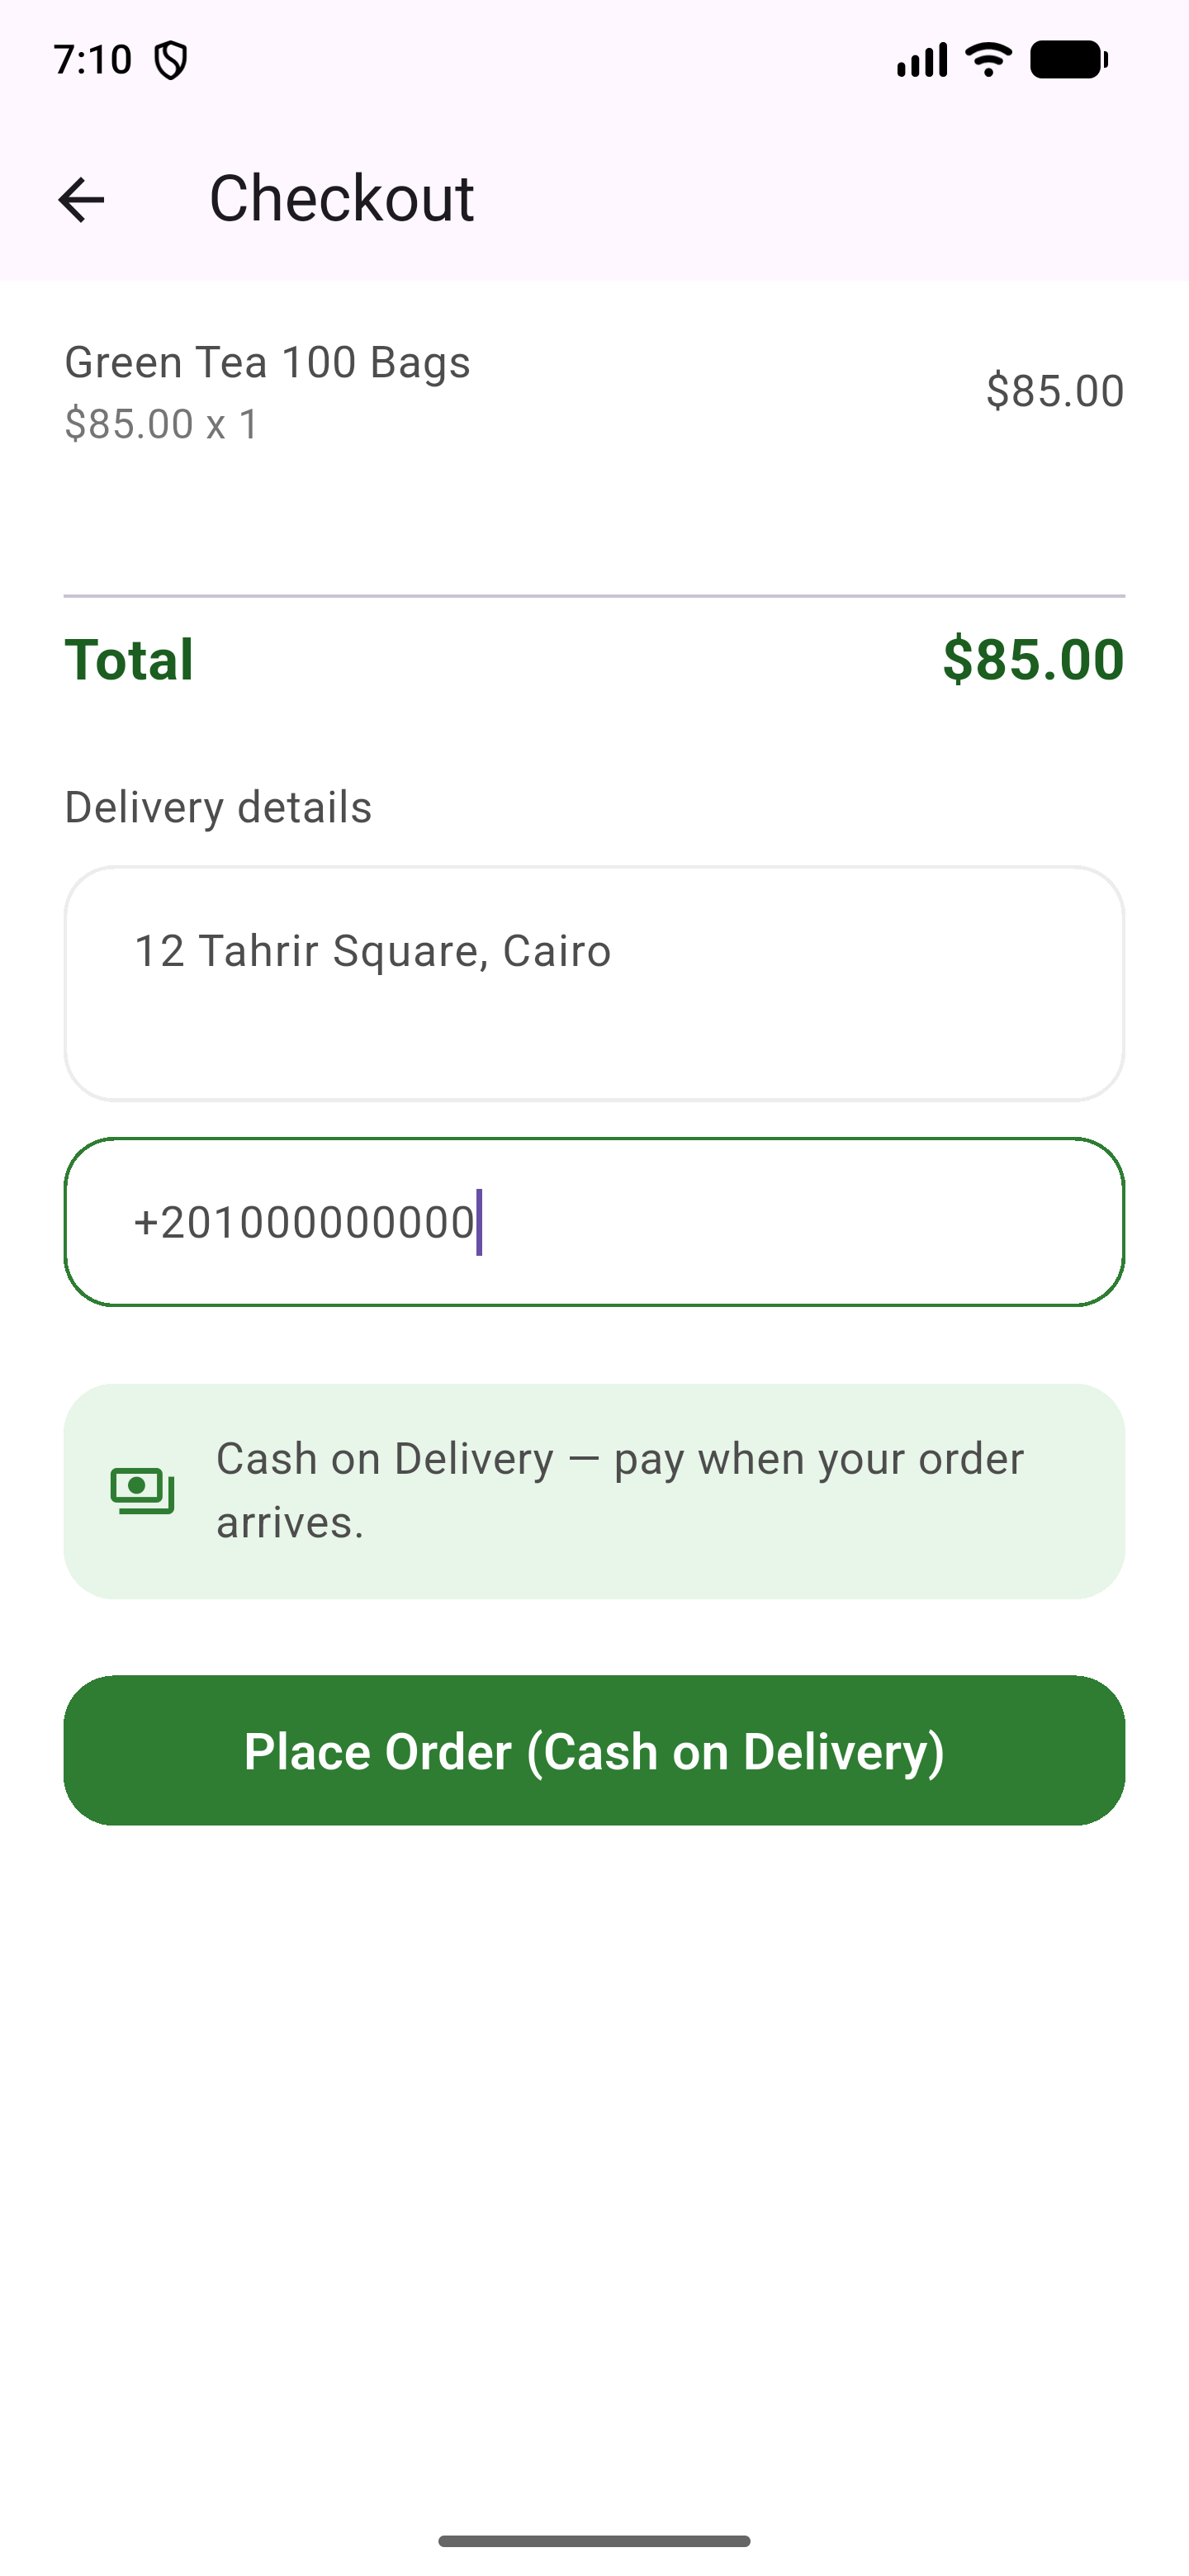 7:10
Checkout
Green Tea 100 Bags
$85.00 x 1
$85.00
Total
$85.00
Delivery details
12 Tahrir Square, Cairo
+201000000000
Cash on Delivery — pay when your order
arrives.
Place Order (Cash on Delivery)